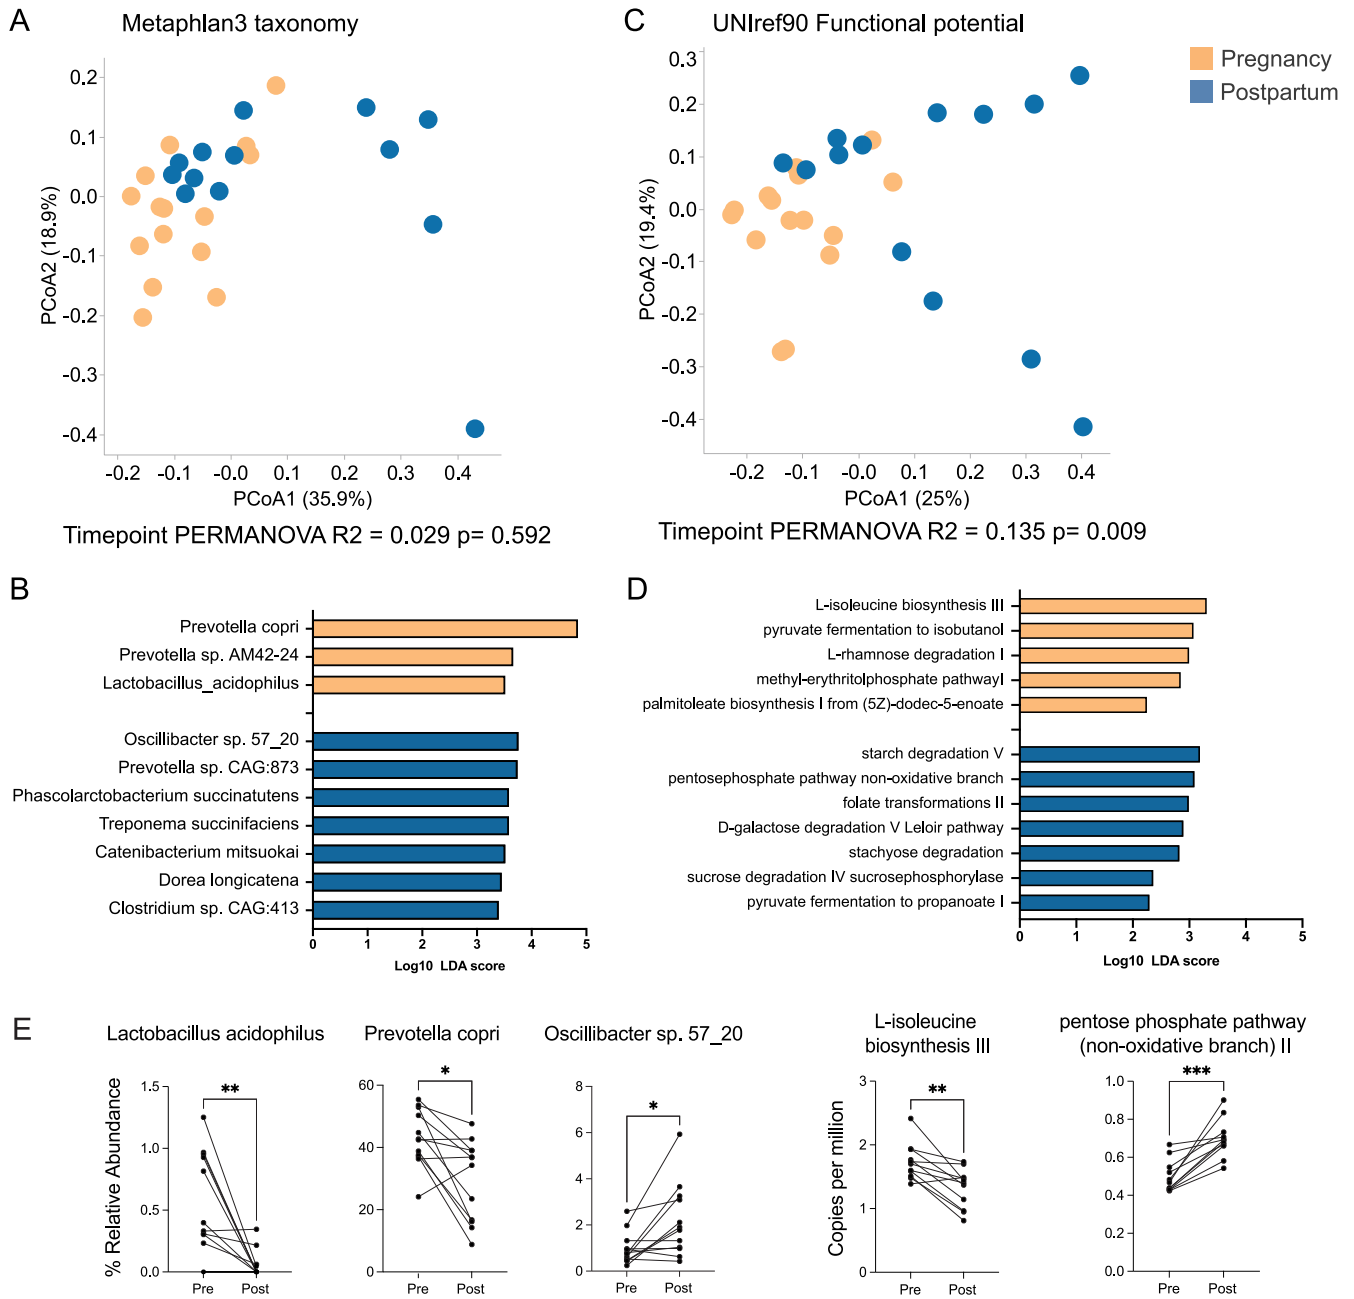 A
Metaphlan3 taxonomy
0.2
0.1
0.0
-0.1
-0.2
-0.3
-0.4
PCoA2 (18.9%)
-0.2 -0.1 -0.0 0.1 0.2 0.3 0.4
PCoA1 (35.9%)
Timepoint PERMANOVA R2 = 0.029 p= 0.592
C
UNIref90 Functional potential
0.3
0.2
0.1
0.0
-0.1
-0.2
-0.3
-0.4
PCoA2 (19.4%)
-0.2 -0.1 -0.0 0.1 0.2 0.3 0.4
PCoA1 (25%)
Timepoint PERMANOVA R2 = 0.135 p= 0.009
Pregnancy
Postpartum
B
Prevotella copri
Prevotella sp. AM42-24
Lactobacillus_acidophilus
Oscillibacter sp. 57_20
Prevotella sp. CAG:873
Phascolarctobacterium succinatutens
Treponema succinifaciens
Catenibacterium mitsuokai
Dorea longicatena
Clostridium sp. CAG:413
0 1 2 3 4 5
Log10 LDA score
D
L-isoleucine biosynthesis III
pyruvate fermentation to isobutanol
L-rhamnose degradation I
methyl-erythritolphosphate pathwayI
palmitoleate biosynthesis I from (5Z)-dodec-5-enoate
starch degradation V
pentosephosphate pathway non-oxidative branch
folate transformations II
D-galactose degradation V Leloir pathway
stachyose degradation
sucrose degradation IV sucrosephosphorylase
pyruvate fermentation to propanoate I
0 1 2 3 4 5
Log10 LDA score
E
Lactobacillus acidophilus
% Relative Abundance
1.5
1.0
0.5
0.0
**
Pre Post
Prevotella copri
60
40
20
0
*
Pre Post
Oscillibacter sp. 57_20
8
6
4
2
0
*
Pre Post
L-isoleucine
biosynthesis III
Copies per million
3
2
1
0
**
Pre Post
pentose phosphate pathway
(non-oxidative branch) II
1.0
0.8
0.6
0.4
0.2
0.0
***
Pre Post